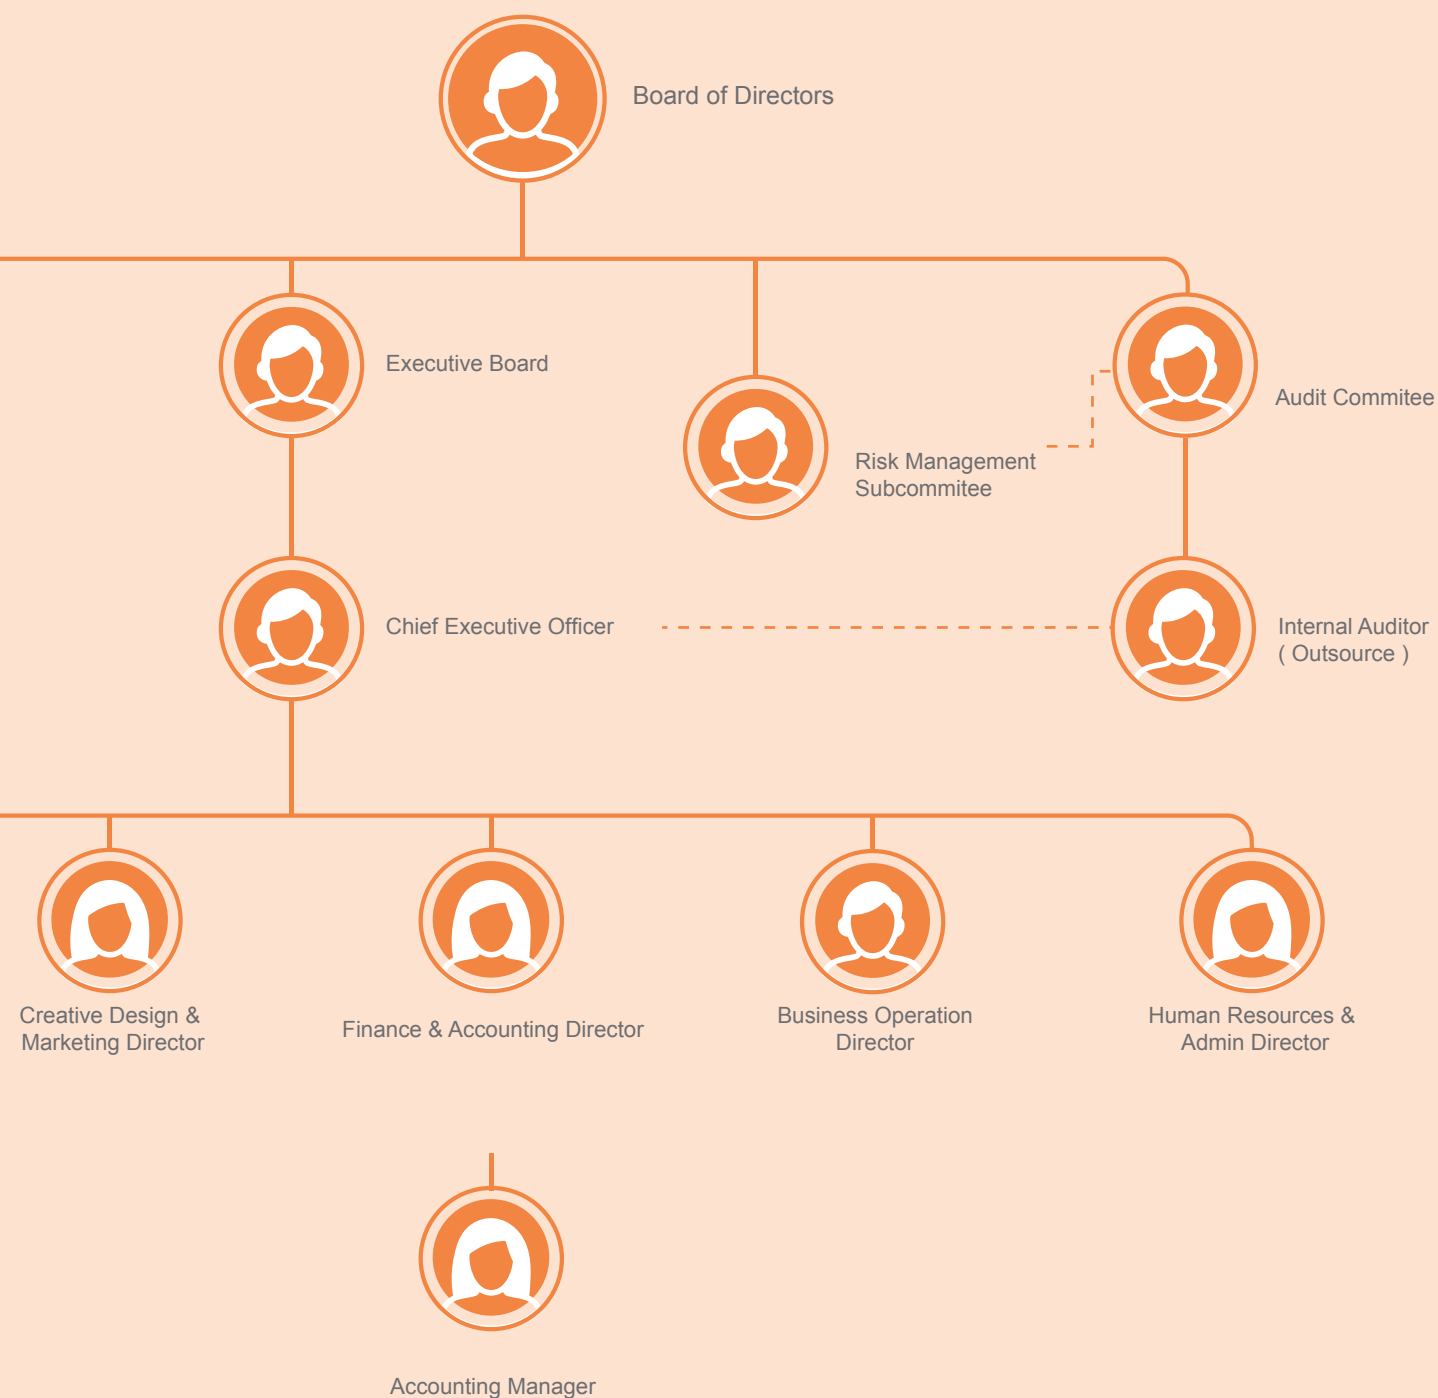 Board of Directors
Executive Board
Audit Commitee
Risk Management
Subcommitee
Chief Executive Officer
Internal Auditor
( Outsource )
Creative Design &
Marketing Director
Finance & Accounting Director
Business Operation
Director
Human Resources &
Admin Director
Accounting Manager